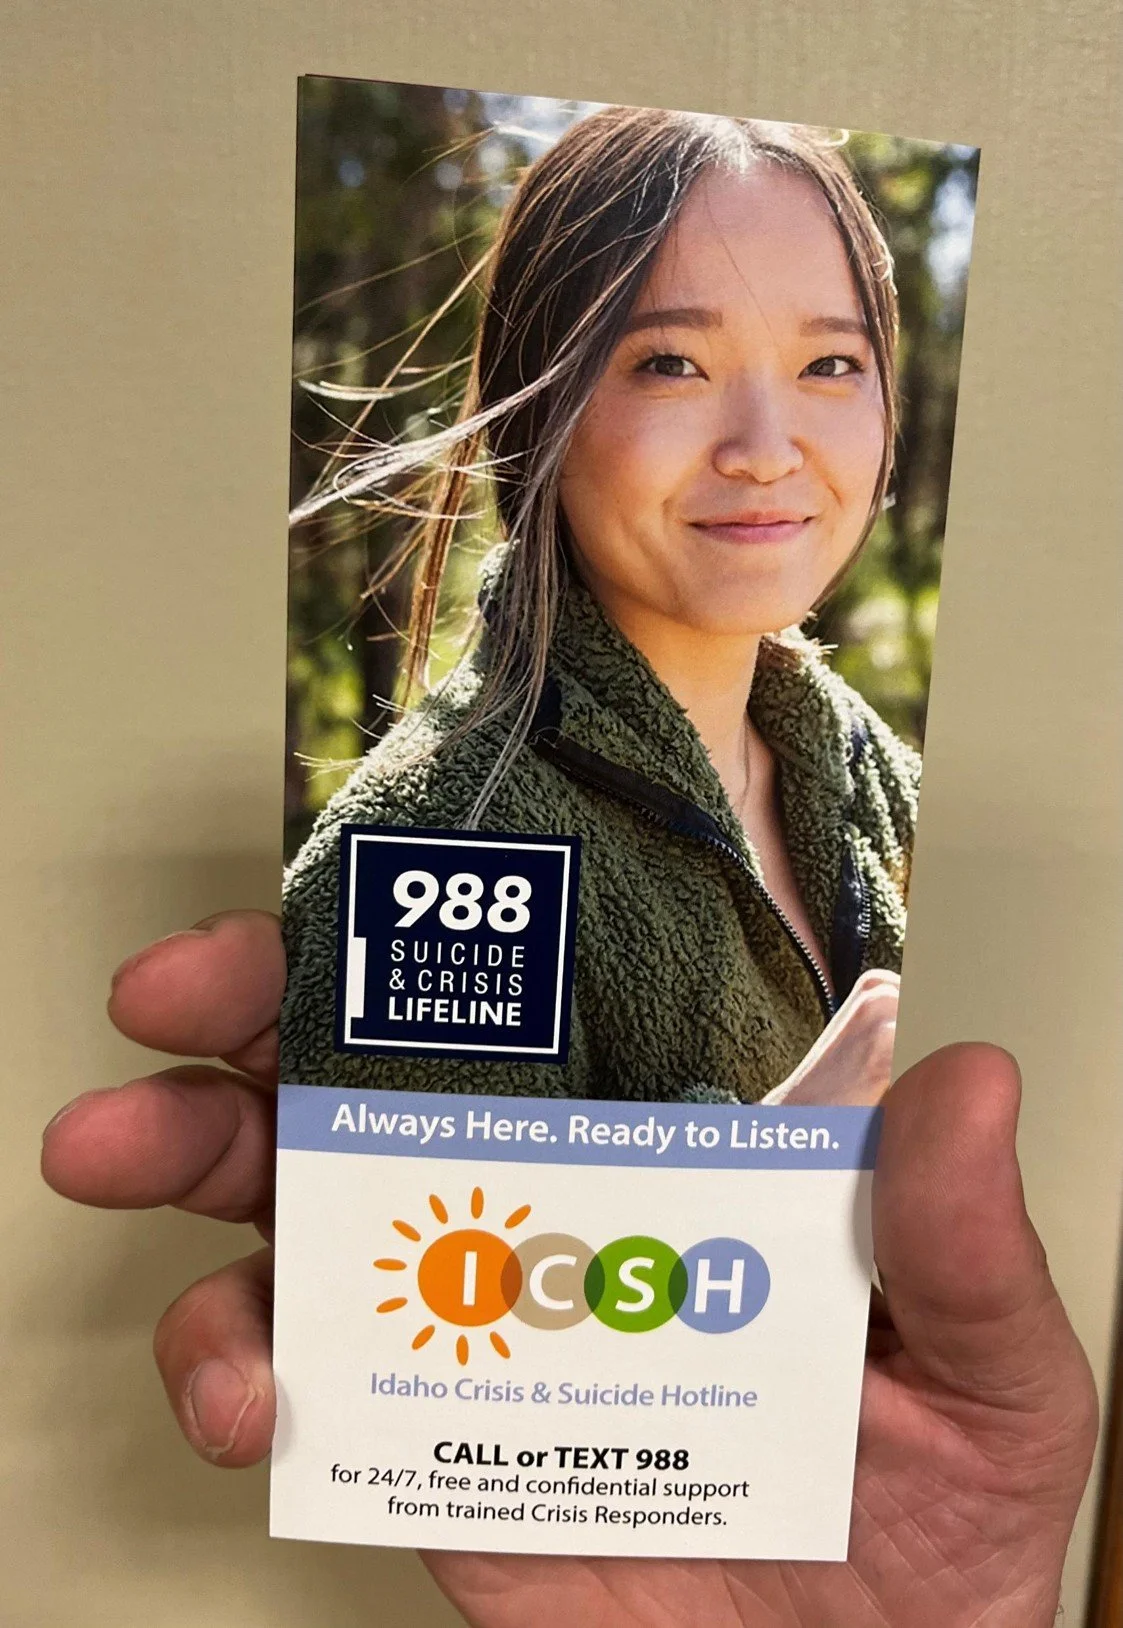 988
SUICIDE
& CRISIS
LIFELINE
Always Here. Ready to Listen.
ICSH
Idaho Crisis & Suicide Hotline
CALL or TEXT 988
for 24/7, free and confidential support
from trained Crisis Responders.